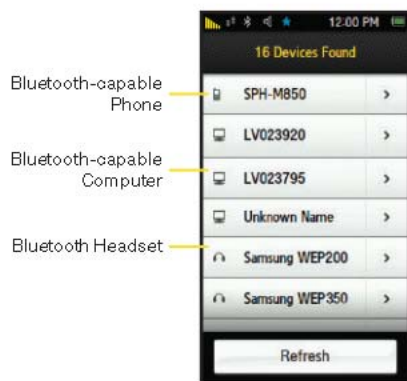 12:00 PM
16 Devices Found
Bluetooth-capable
Phone
SPH-M850
LV023920
Bluetooth-capable
Computer
LV023795
Unknown Name
Bluetooth Headset
Samsung WEP200
Samsung WEP350
Refresh